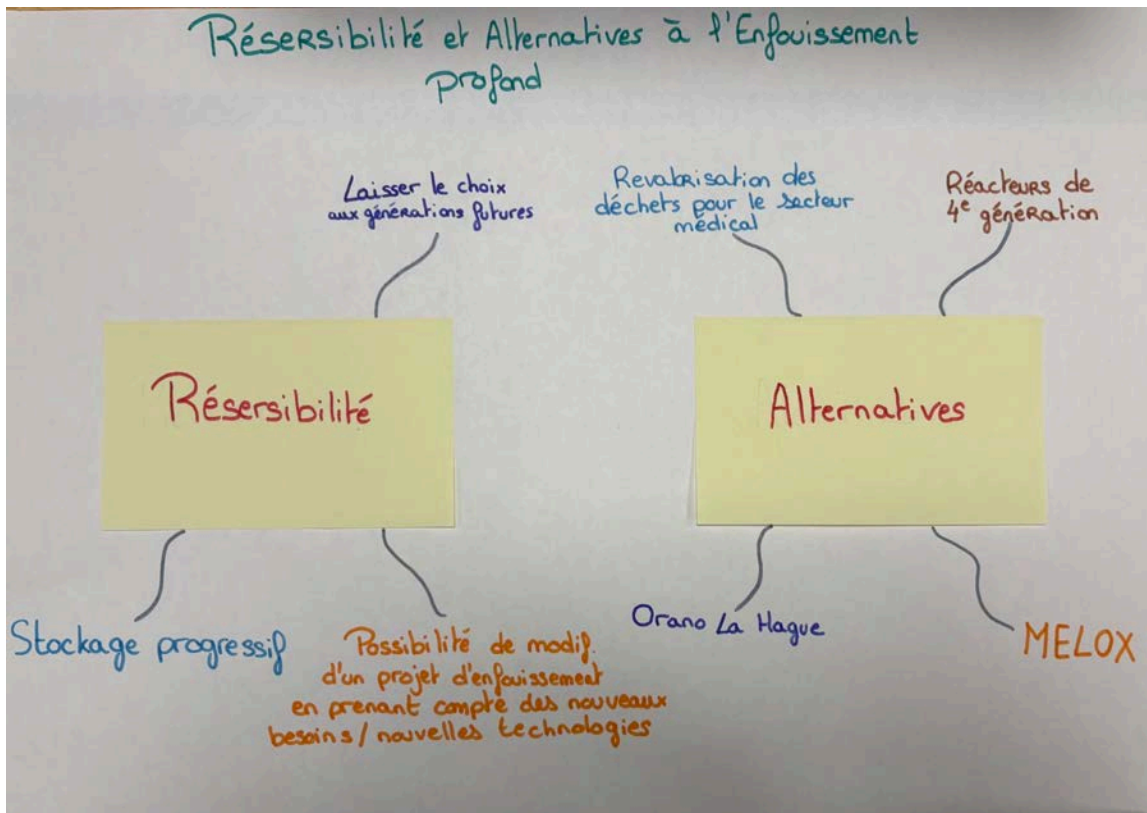 Résersibilité et Alternatives à l'Enfouissement
profond
Laisser le choix
aux générations futures
Revalorisation des
déchets pour le secteur
médical
Réacteurs de
4e génération
Résersibilité
Alternatives
Stockage progressif
Possibilité de modif.
d'un projet d'enfouissement
en prenant compte des nouveaux
besoins / nouvelles technologies
Orano La Hague
MELOX